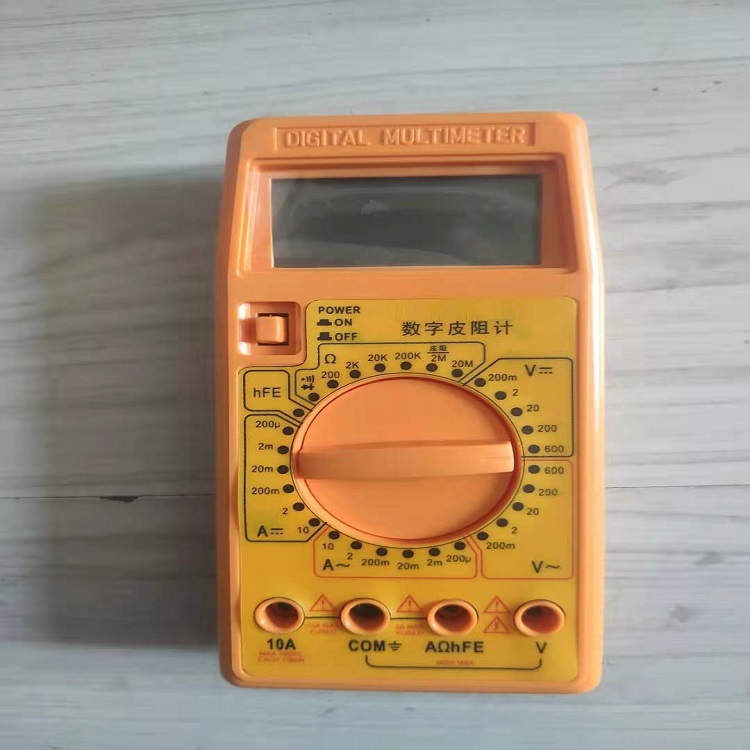 DIGITAL MULTIMETER
POWER
ON
OFF
数字皮阻计
Ω
200
2K
20K
200K
皮阻
2M
20M
hFE
V⎓
200m
2
20
200
600
200μ
2m
20m
200m
2
10
A⎓
600
200
20
2
200m
V～
10
2
200m
20m
2m
200μ
A～
10A
COM⏚
AΩhFE
V